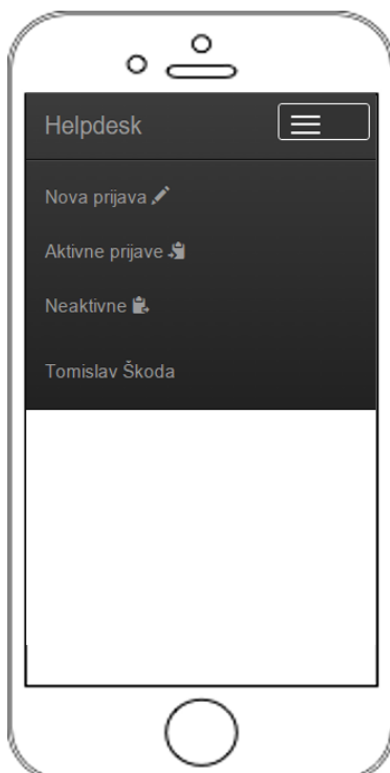 Helpdesk
Nova prijava
Aktivne prijave
Neaktivne
Tomislav Škoda